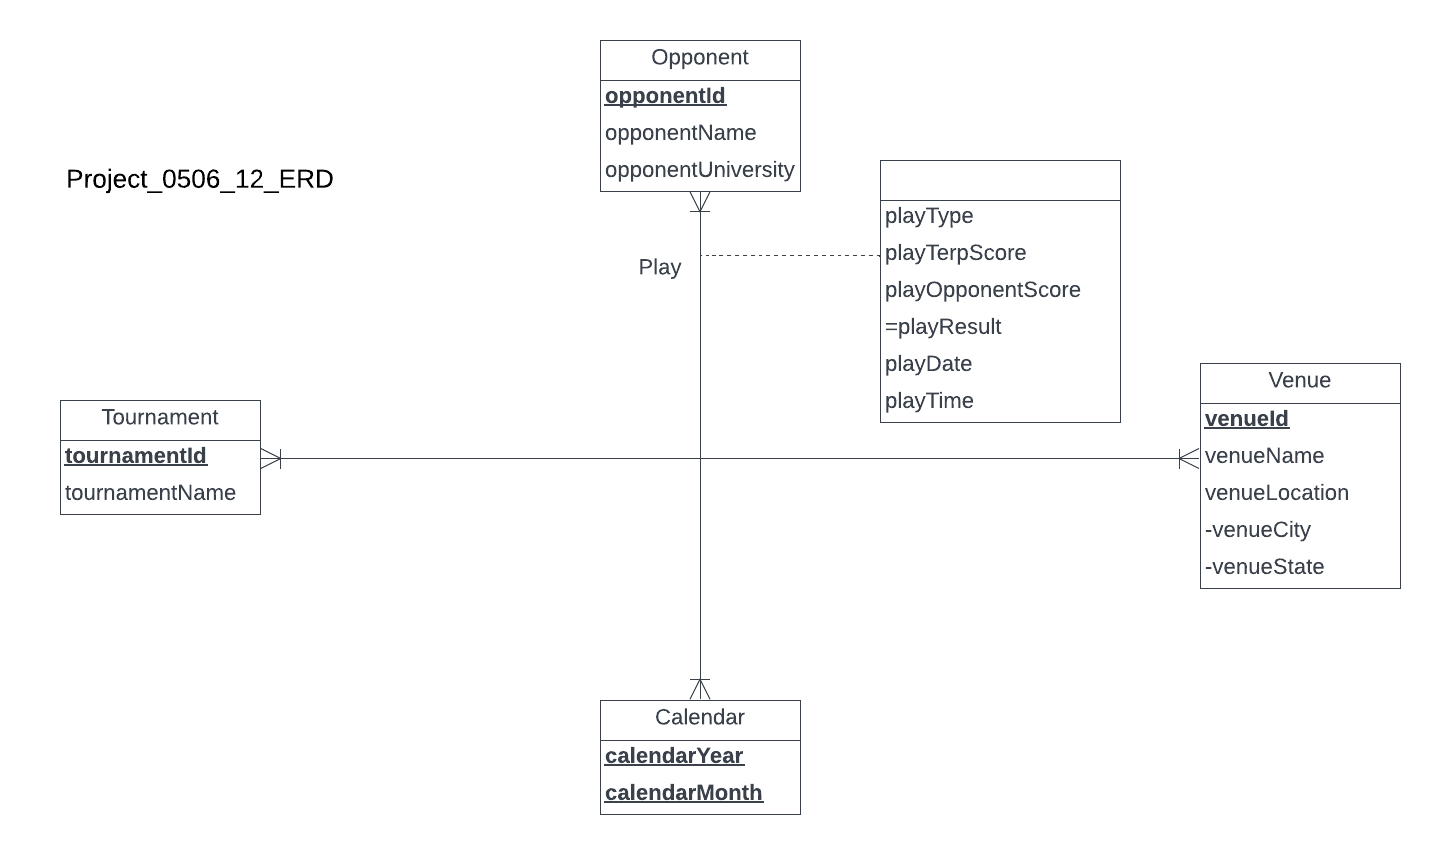 Project_0506_12_ERD
Opponent
opponentId
opponentName
opponentUniversity
Play
playType
playTerpScore
playOpponentScore
=playResult
playDate
playTime
Tournament
tournamentId
tournamentName
Venue
venueId
venueName
venueLocation
-venueCity
-venueState
Calendar
calendarYear
calendarMonth